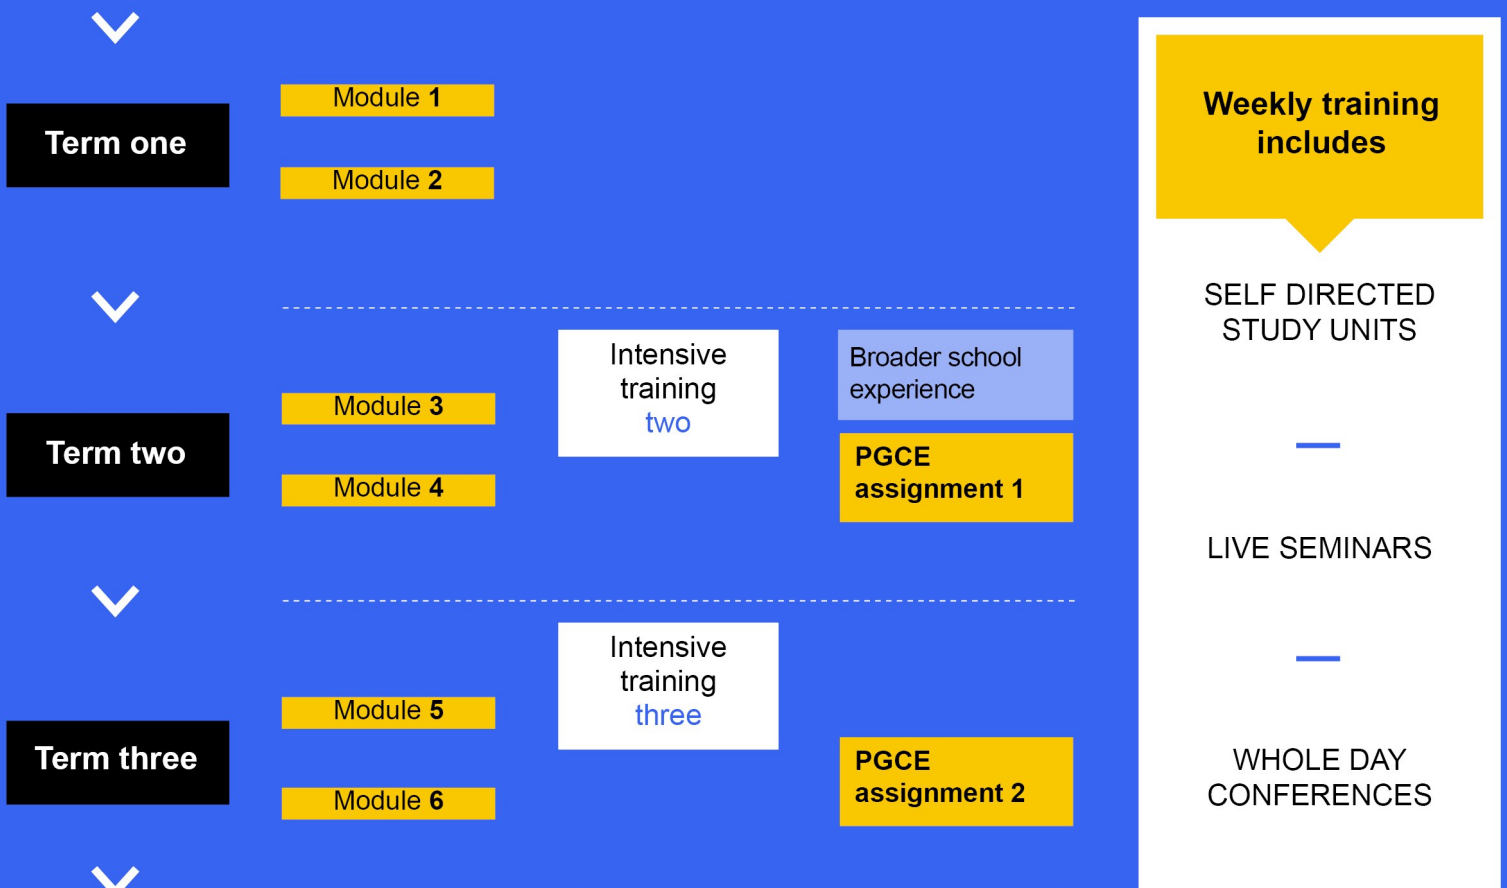 Term one
Module 1
Module 2
Term two
Module 3
Module 4
Intensive
training
two
Broader school
experience
PGCE
assignment 1
Term three
Module 5
Module 6
Intensive
training
three
PGCE
assignment 2
Weekly training
includes
SELF DIRECTED
STUDY UNITS
LIVE SEMINARS
WHOLE DAY
CONFERENCES